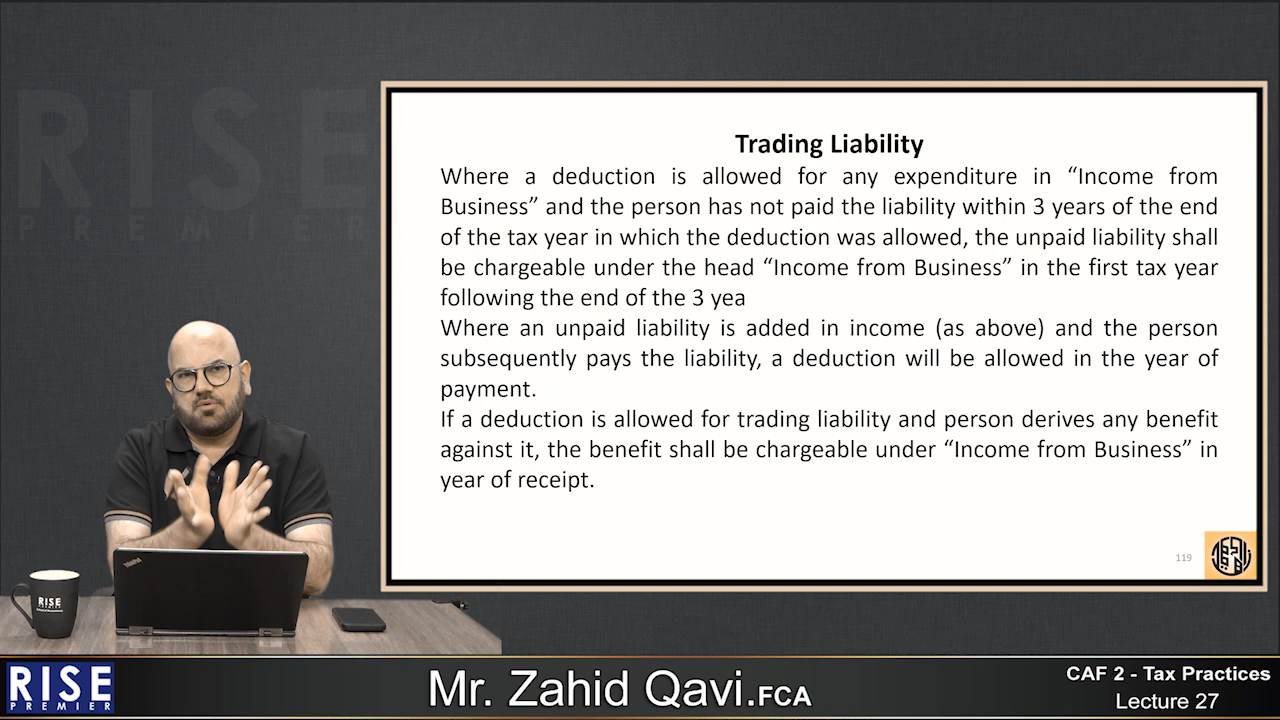 RISE
PREMIER
Trading Liability
Where a deduction is allowed for any expenditure in “Income from
Business” and the person has not paid the liability within 3 years of the end
of the tax year in which the deduction was allowed, the unpaid liability shall
be chargeable under the head “Income from Business” in the first tax year
following the end of the 3 yea
Where an unpaid liability is added in income (as above) and the person
subsequently pays the liability, a deduction will be allowed in the year of
payment.
If a deduction is allowed for trading liability and person derives any benefit
against it, the benefit shall be chargeable under “Income from Business” in
year of receipt.
119
ThinkPad
RISE
RISE
PREMIER
Mr. Zahid Qavi.FCA
CAF 2 - Tax Practices
Lecture 27